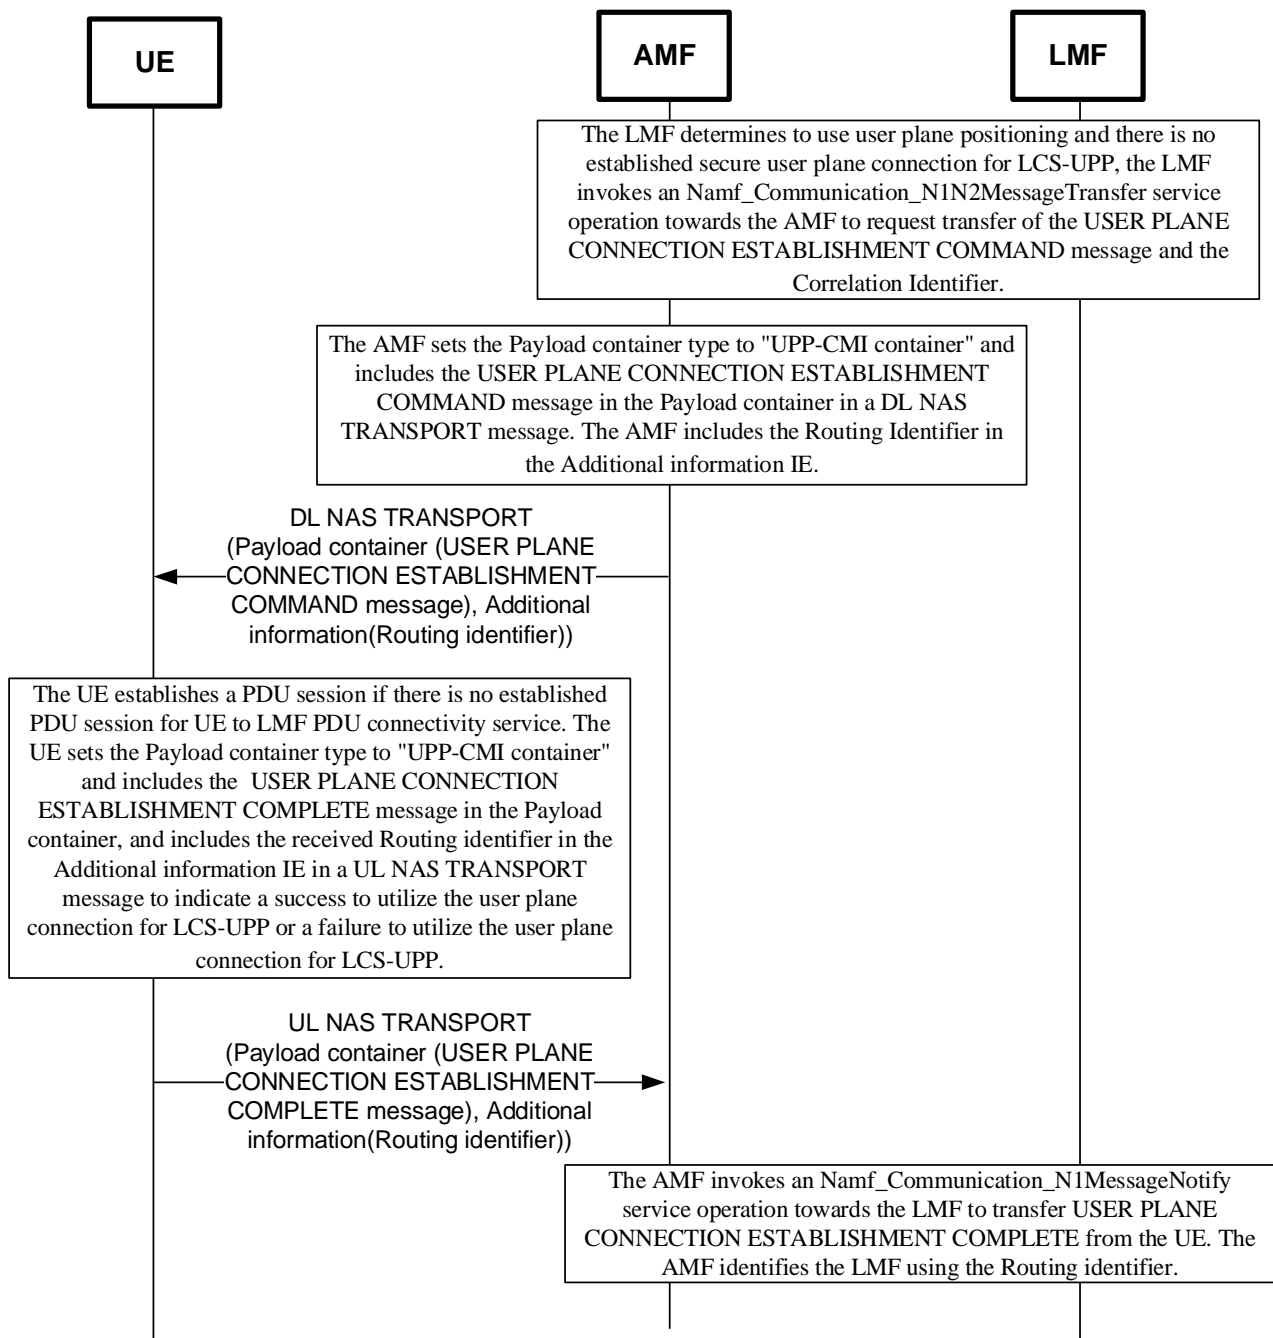 UE
AMF
LMF
The LMF determines to use user plane positioning and there is no
established secure user plane connection for LCS-UPP, the LMF
invokes an Namf_Communication_N1N2MessageTransfer service
operation towards the AMF to request transfer of the USER PLANE
CONNECTION ESTABLISHMENT COMMAND message and the
Correlation Identifier.
The AMF sets the Payload container type to "UPP-CMI container" and
includes the USER PLANE CONNECTION ESTABLISHMENT
COMMAND message in the Payload container in a DL NAS
TRANSPORT message. The AMF includes the Routing Identifier in
the Additional information IE.
DL NAS TRANSPORT
(Payload container (USER PLANE
CONNECTION ESTABLISHMENT
COMMAND message), Additional
information(Routing identifier))
The UE establishes a PDU session if there is no established
PDU session for UE to LMF PDU connectivity service. The
UE sets the Payload container type to "UPP-CMI container"
and includes the  USER PLANE CONNECTION
ESTABLISHMENT COMPLETE message in the Payload
container, and includes the received Routing identifier in the
Additional information IE in a UL NAS TRANSPORT
message to indicate a success to utilize the user plane
connection for LCS-UPP or a failure to utilize the user plane
connection for LCS-UPP.
UL NAS TRANSPORT
(Payload container (USER PLANE
CONNECTION ESTABLISHMENT
COMPLETE message), Additional
information(Routing identifier))
The AMF invokes an Namf_Communication_N1MessageNotify
service operation towards the LMF to transfer USER PLANE
CONNECTION ESTABLISHMENT COMPLETE from the UE. The
AMF identifies the LMF using the Routing identifier.